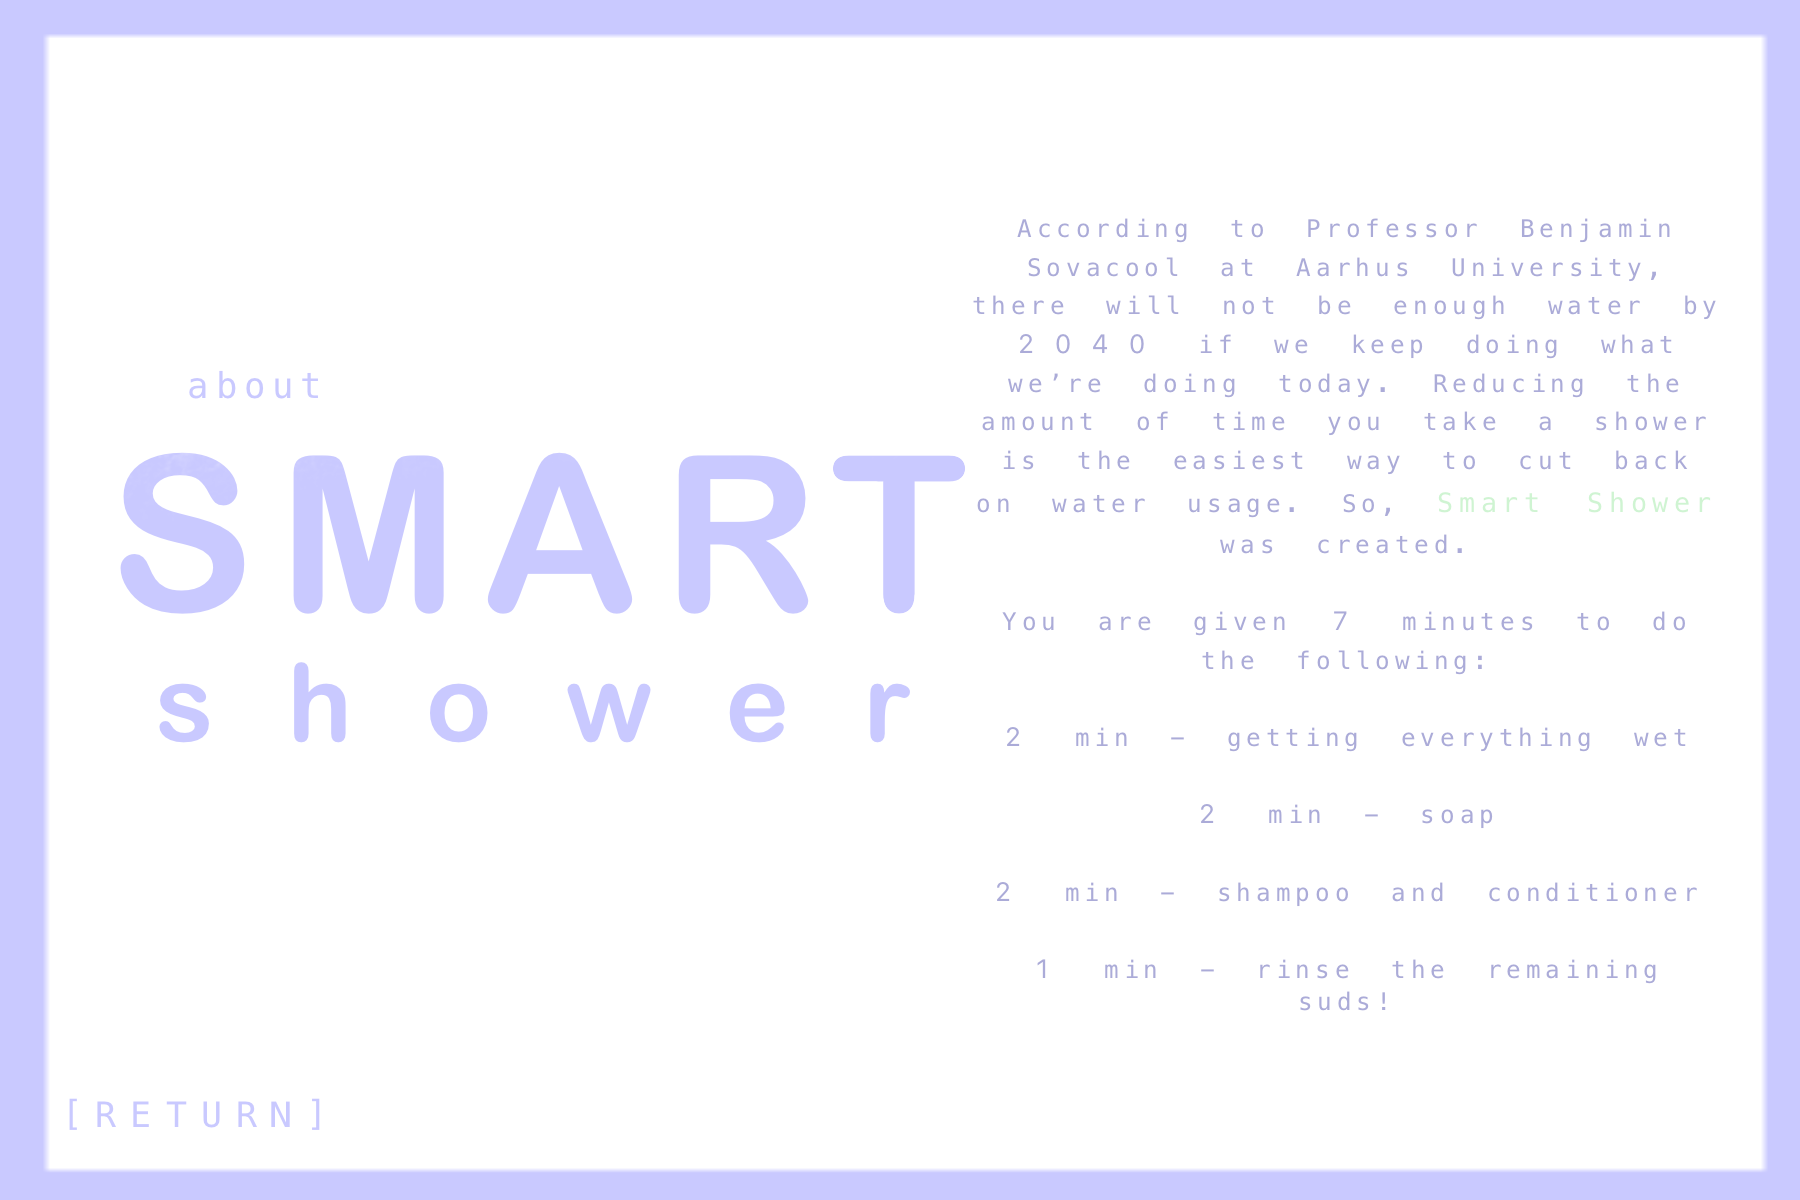 about
SMART
shower
According to Professor Benjamin
Sovacool at Aarhus University,
there will not be enough water by
2040 if we keep doing what
we’re doing today. Reducing the
amount of time you take a shower
is the easiest way to cut back
on water usage. So, Smart Shower
was created.
You are given 7 minutes to do
the following:
2 min – getting everything wet
2 min – soap
2 min – shampoo and conditioner
1 min – rinse the remaining
suds!
[RETURN]